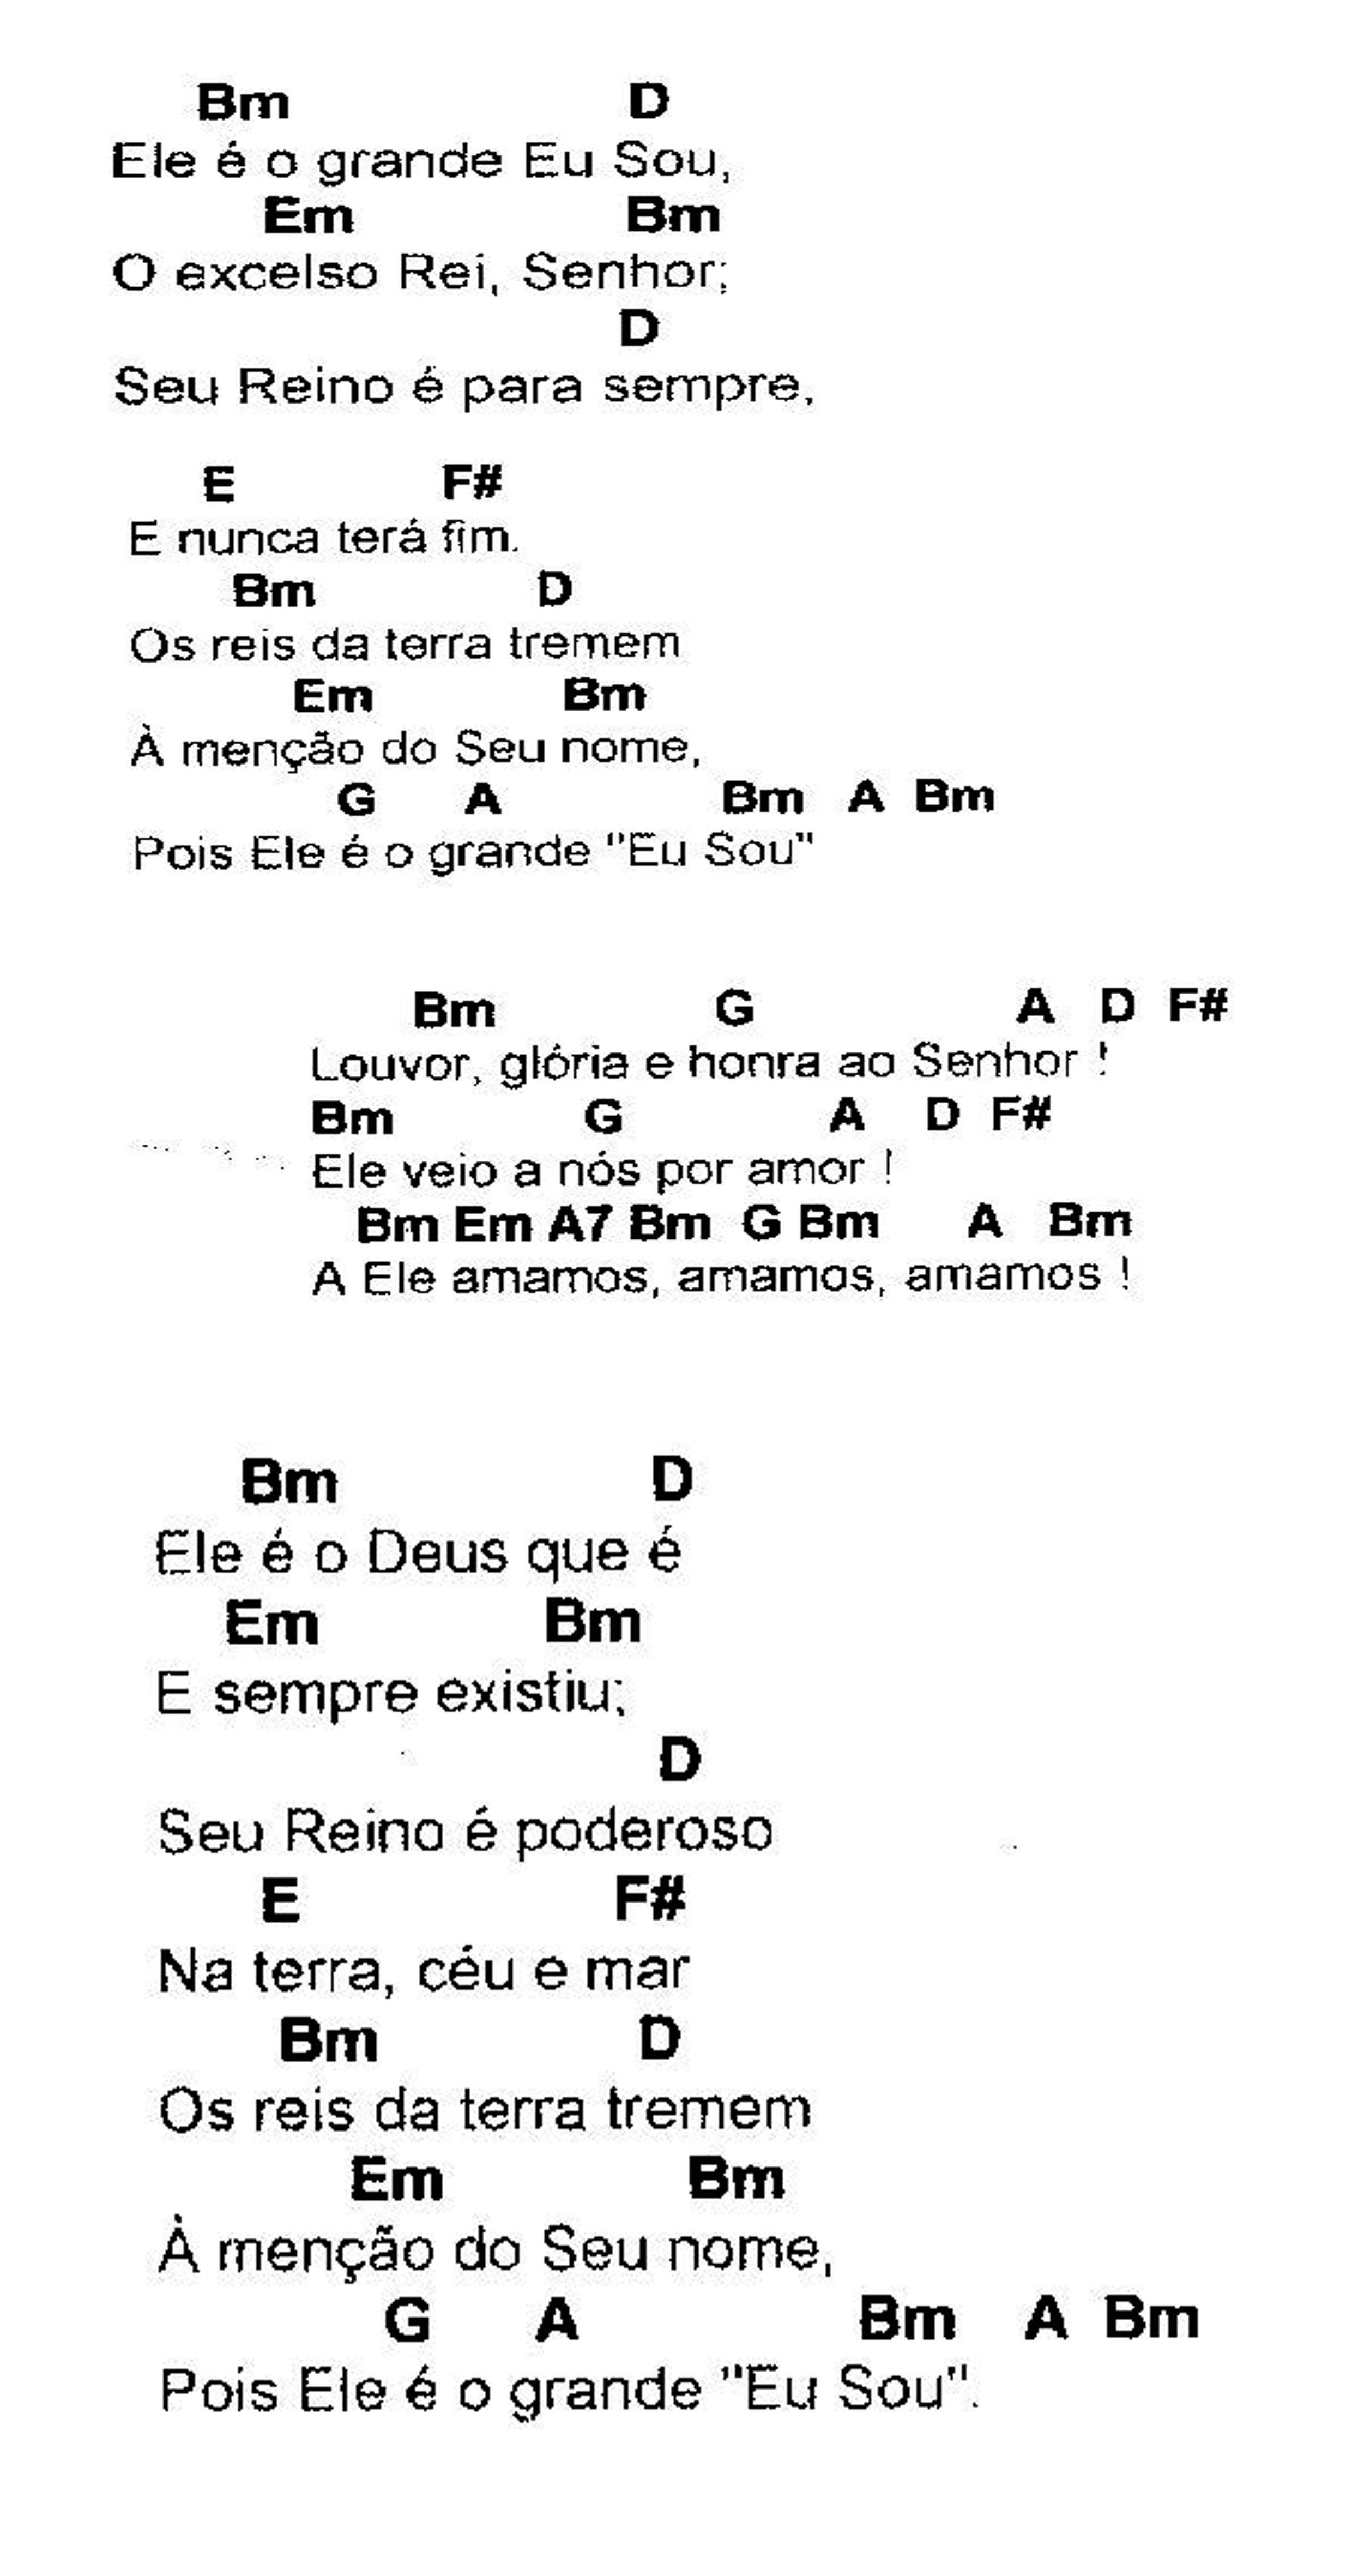 Bm D
Ele é o grande Eu Sou,
Em Bm
O excelso Rei, Senhor;
D
Seu Reino é para sempre,
E F#
E nunca terá fim.
Bm D
Os reis da terra tremem
Em Bm
À menção do Seu nome,
G A Bm A Bm
Pois Ele é o grande "Eu Sou"
Bm G A D F#
Louvor, glória e honra ao Senhor !
Bm G A D F#
Ele veio a nós por amor !
Bm Em A7 Bm G Bm A Bm
A Ele amamos, amamos, amamos !
Bm D
Ele é o Deus que é
Em Bm
E sempre existiu;
D
Seu Reino é poderoso
E F#
Na terra, céu e mar
Bm D
Os reis da terra tremem
Em Bm
À menção do Seu nome,
G A Bm A Bm
Pois Ele é o grande "Eu Sou".